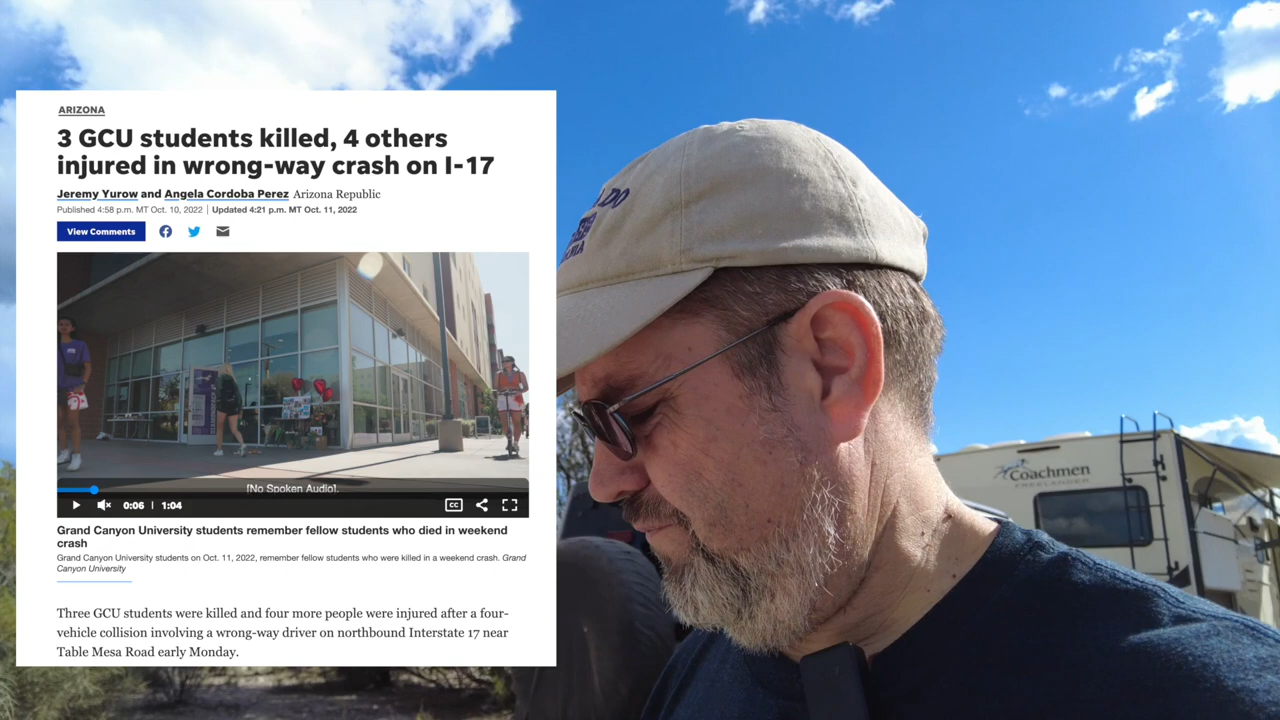 ARIZONA
3 GCU students killed, 4 others
injured in wrong-way crash on I-17
Jeremy Yurow and Angela Cordoba Perez Arizona Republic
Published 4:58 p.m. MT Oct. 10, 2022 | Updated 4:21 p.m. MT Oct. 11, 2022
View Comments
[No Spoken Audio].
0:06 | 1:04
CC
Grand Canyon University students remember fellow students who died in weekend
crash
Grand Canyon University students on Oct. 11, 2022, remember fellow students who were killed in a weekend crash. Grand
Canyon University
Three GCU students were killed and four more people were injured after a four-
vehicle collision involving a wrong-way driver on northbound Interstate 17 near
Table Mesa Road early Monday.
DO
Coachmen
FREELANDER